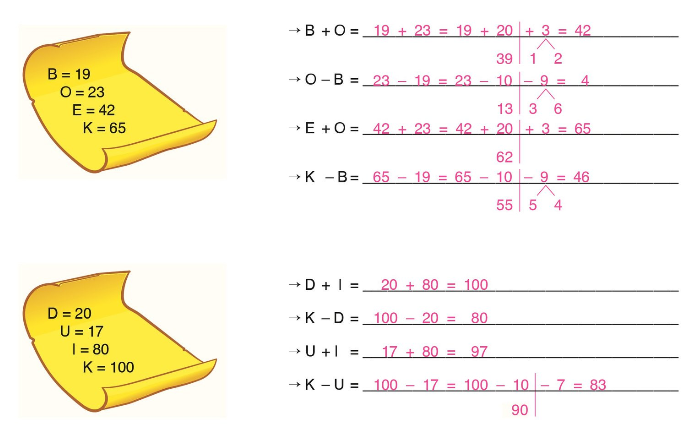 B = 19
O = 23
E = 42
K = 65
→ B + O = 19 + 23 = 19 + 20 + 3 = 42
39 1 2
→ O – B = 23 – 19 = 23 – 10 – 9 = 4
13 3 6
→ E + O = 42 + 23 = 42 + 20 + 3 = 65
62
→ K – B = 65 – 19 = 65 – 10 – 9 = 46
55 5 4
D = 20
U = 17
I = 80
K = 100
→ D + I = 20 + 80 = 100
→ K – D = 100 – 20 = 80
→ U + I = 17 + 80 = 97
→ K – U = 100 – 17 = 100 – 10 – 7 = 83
90